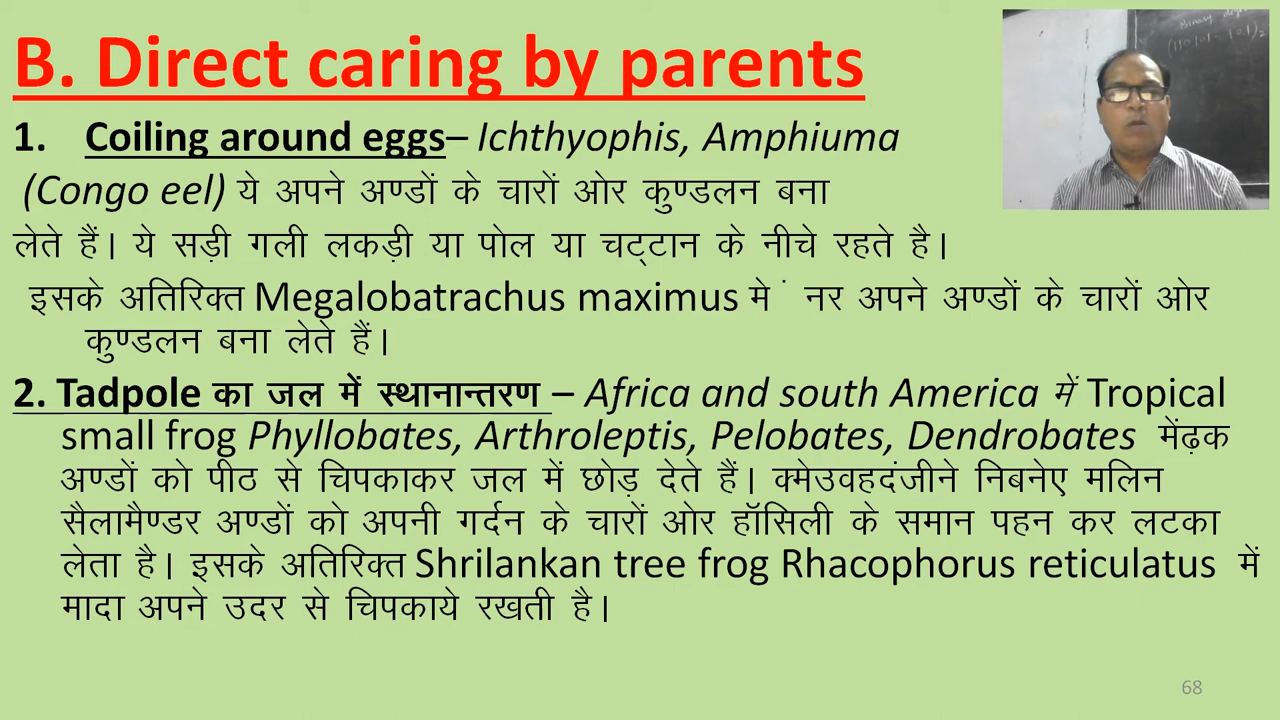 B. Direct caring by parents
1. Coiling around eggs– Ichthyophis, Amphiuma
(Congo eel) ये अपने अण्डों के चारों ओर कुण्डलन बना
लेते हैं। ये सड़ी गली लकड़ी या पोल या चट्टान के नीचे रहते है।
इसके अतिरिक्त Megalobatrachus maximus मेंं नर अपने अण्डों के चारों ओर
कुण्डलन बना लेते हैं।
2. Tadpole का जल में स्थानान्तरण – Africa and south America में Tropical
small frog Phyllobates, Arthroleptis, Pelobates, Dendrobates मेंढ़क
अण्डों को पीठ से चिपकाकर जल में छोड़ देते हैं। क्मेउवहदंजीने निबनेए मलिन
सैलामैण्डर अण्डों को अपनी गर्दन के चारों ओर हॉसिली के समान पहन कर लटका
लेता है। इसके अतिरिक्त Shrilankan tree frog Rhacophorus reticulatus में
मादा अपने उदर से चिपकाये रखती है।
68